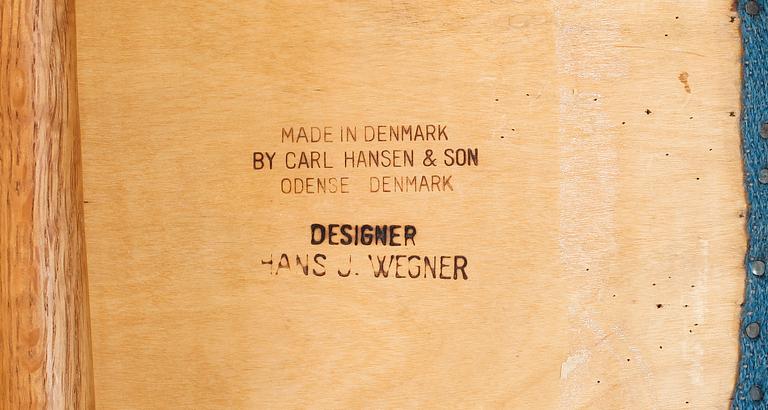 MADE IN DENMARK
BY CARL HANSEN & SON
ODENSE DENMARK
DESIGNER
HANS J. WEGNER